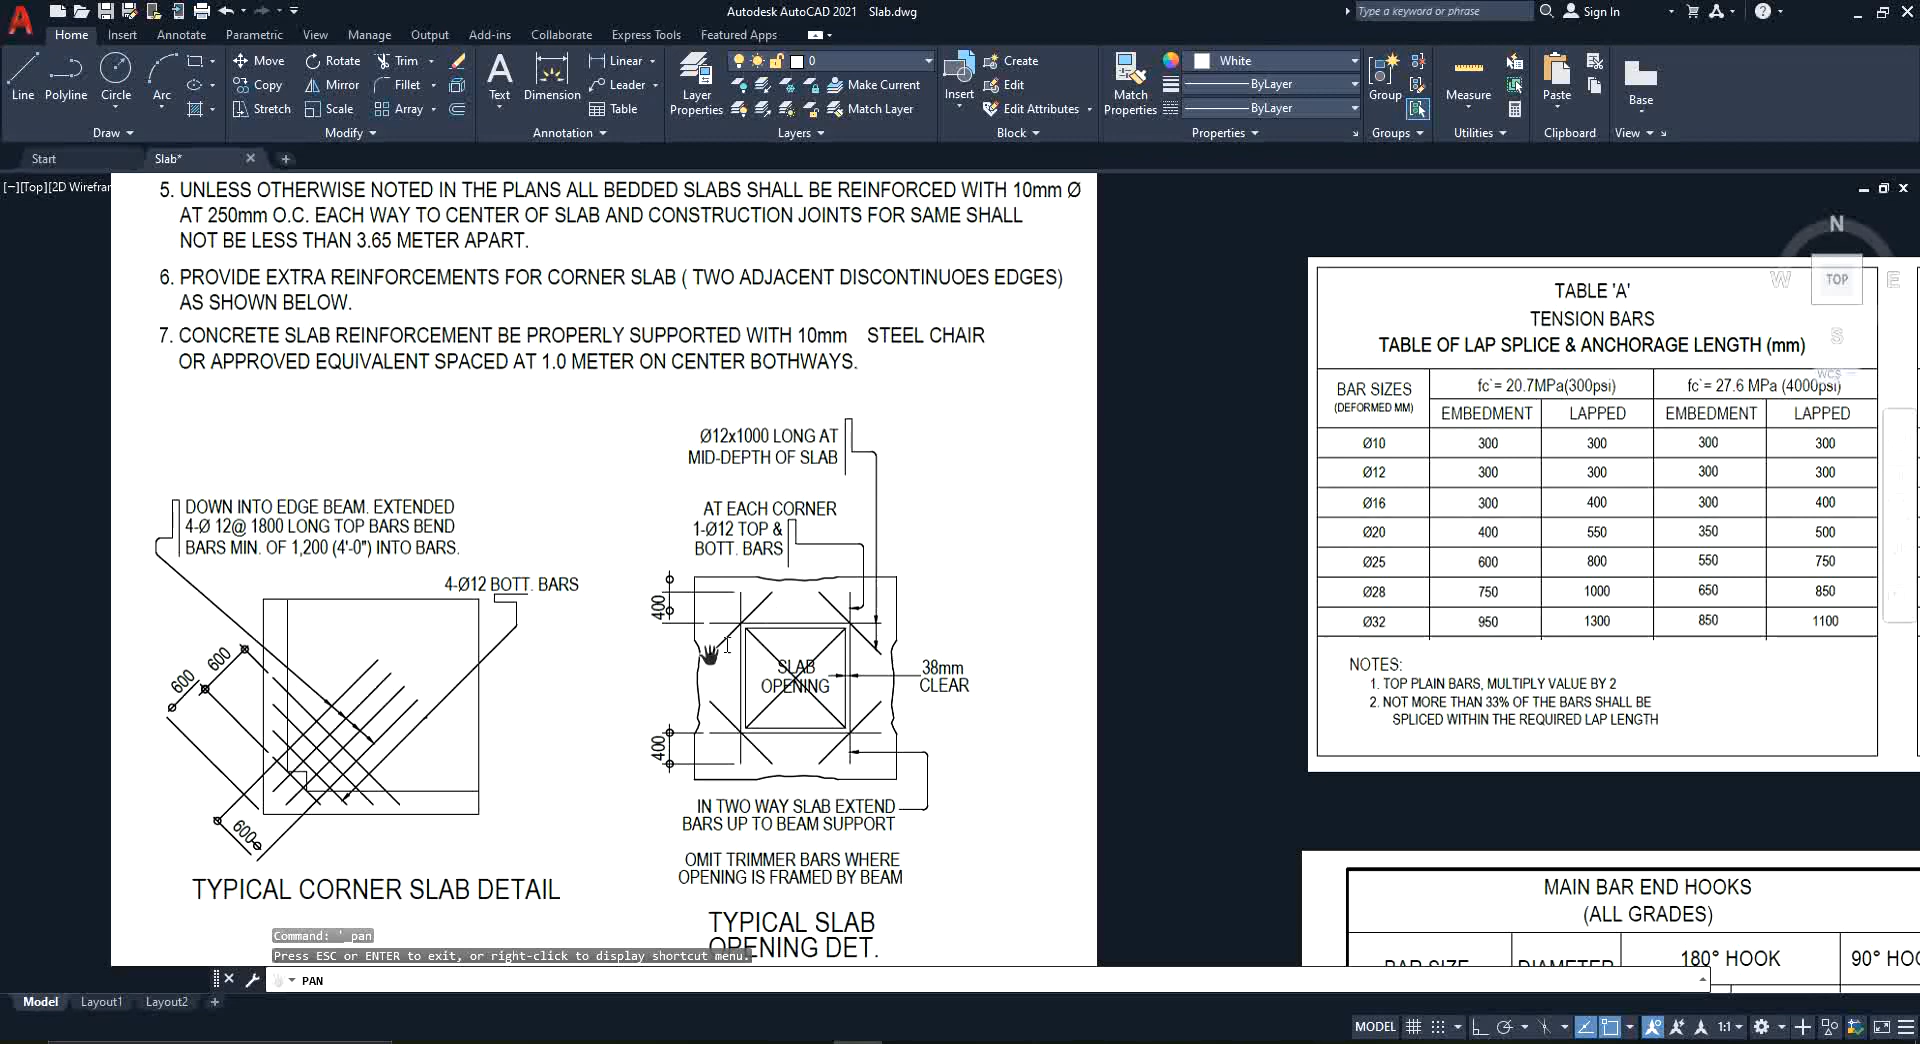 Autodesk AutoCAD 2021 Slab.dwg
Type a keyword or phrase
Sign In
Home Insert Annotate Parametric View Manage Output Add-ins Collaborate Express Tools Featured Apps
Line Polyline Circle Arc
Draw
Move Rotate Trim
Copy Mirror Fillet
Stretch Scale Array
Modify
Text Dimension
Linear
Leader
Table
Annotation
Layer
Properties
0
Make Current
Match Layer
Layers
Insert
Create
Edit
Edit Attributes
Block
Match
Properties
White
ByLayer
ByLayer
Properties
Group
Groups
Measure
Utilities
Paste
Clipboard
Base
View
Start Slab*
[−][Top][2D Wirefra
5. UNLESS OTHERWISE NOTED IN THE PLANS ALL BEDDED SLABS SHALL BE REINFORCED WITH 10mm Ø
AT 250mm O.C. EACH WAY TO CENTER OF SLAB AND CONSTRUCTION JOINTS FOR SAME SHALL
NOT BE LESS THAN 3.65 METER APART.
6. PROVIDE EXTRA REINFORCEMENTS FOR CORNER SLAB ( TWO ADJACENT DISCONTINUOES EDGES)
AS SHOWN BELOW.
7. CONCRETE SLAB REINFORCEMENT BE PROPERLY SUPPORTED WITH 10mm STEEL CHAIR
OR APPROVED EQUIVALENT SPACED AT 1.0 METER ON CENTER BOTHWAYS.
DOWN INTO EDGE BEAM. EXTENDED
4-Ø 12@ 1800 LONG TOP BARS BEND
BARS MIN. OF 1,200 (4'-0") INTO BARS.
4-Ø12 BOTT. BARS
600
600
600
TYPICAL CORNER SLAB DETAIL
Ø12x1000 LONG AT
MID-DEPTH OF SLAB
AT EACH CORNER
1-Ø12 TOP &
BOTT. BARS
400
SLAB
OPENING
38mm
CLEAR
400
IN TWO WAY SLAB EXTEND
BARS UP TO BEAM SUPPORT
OMIT TRIMMER BARS WHERE
OPENING IS FRAMED BY BEAM
TYPICAL SLAB
OPENING DET.
N
W TOP E
S
WCS
TABLE 'A'
TENSION BARS
TABLE OF LAP SPLICE & ANCHORAGE LENGTH (mm)
BAR SIZES
(DEFORMED MM)
fc`= 20.7MPa(300psi) fc`= 27.6 MPa (4000psi)
EMBEDMENT LAPPED EMBEDMENT LAPPED
Ø10 300 300 300 300
Ø12 300 300 300 300
Ø16 300 400 300 400
Ø20 400 550 350 500
Ø25 600 800 550 750
Ø28 750 1000 650 850
Ø32 950 1300 850 1100
NOTES:
1. TOP PLAIN BARS, MULTIPLY VALUE BY 2
2. NOT MORE THAN 33% OF THE BARS SHALL BE
SPLICED WITHIN THE REQUIRED LAP LENGTH
MAIN BAR END HOOKS
(ALL GRADES)
BAR SIZE DIAMETER 180° HOOK 90° HOO
Command: '_pan
Press ESC or ENTER to exit, or right-click to display shortcut menu.
PAN
Model Layout1 Layout2
MODEL 1:1